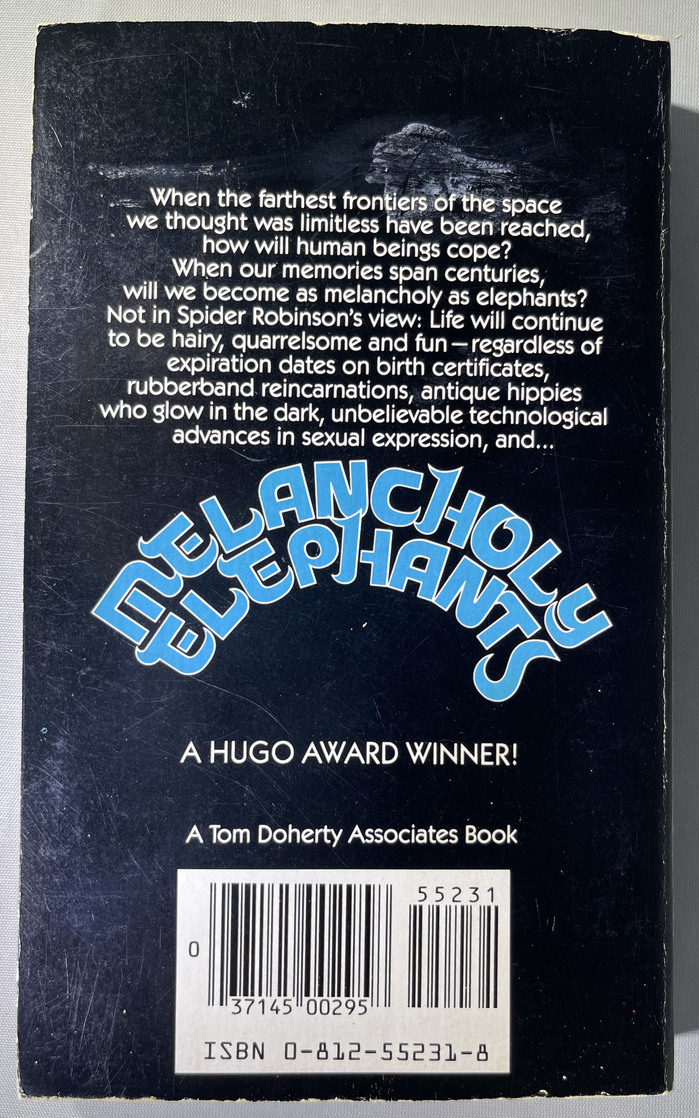 When the farthest frontiers of the space
we thought was limitless have been reached,
how will human beings cope?
When our memories span centuries,
will we become as melancholy as elephants?
Not in Spider Robinson's view: Life will continue
to be hairy, quarrelsome and fun—regardless of
expiration dates on birth certificates,
rubberband reincarnations, antique hippies
who glow in the dark, unbelievable technological
advances in sexual expression, and...
MELANCHOLY
ELEPHANTS
A HUGO AWARD WINNER!
A Tom Doherty Associates Book
55231
0
37145 00295
ISBN 0-812-55231-8